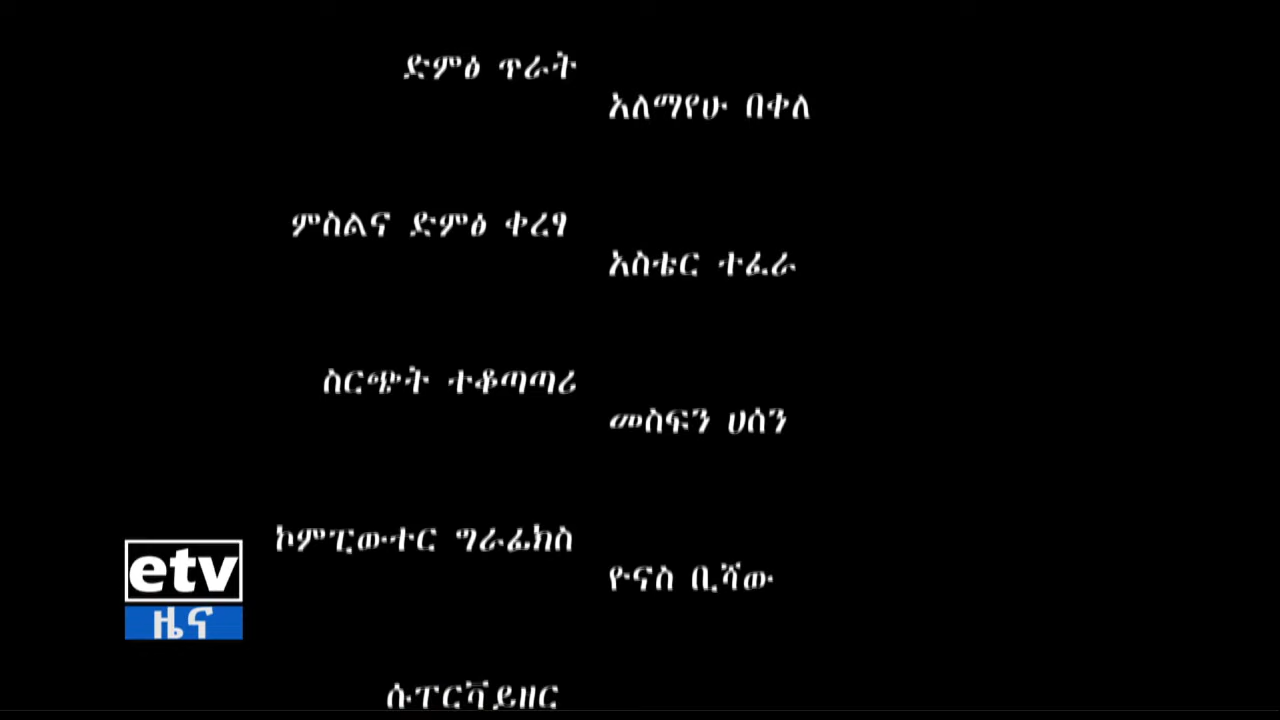 ድምፅ ጥራት
አለማየሁ በቀለ
ምስልና ድምፅ ቀረፃ
አስቴር ተፈራ
ስርጭት ተቆጣጣሪ
መስፍን ሀሰን
ኮምፒውተር ግራፊክስ
ዮናስ ቢሻው
etv
ዜና
ሱፐርቫይዘር